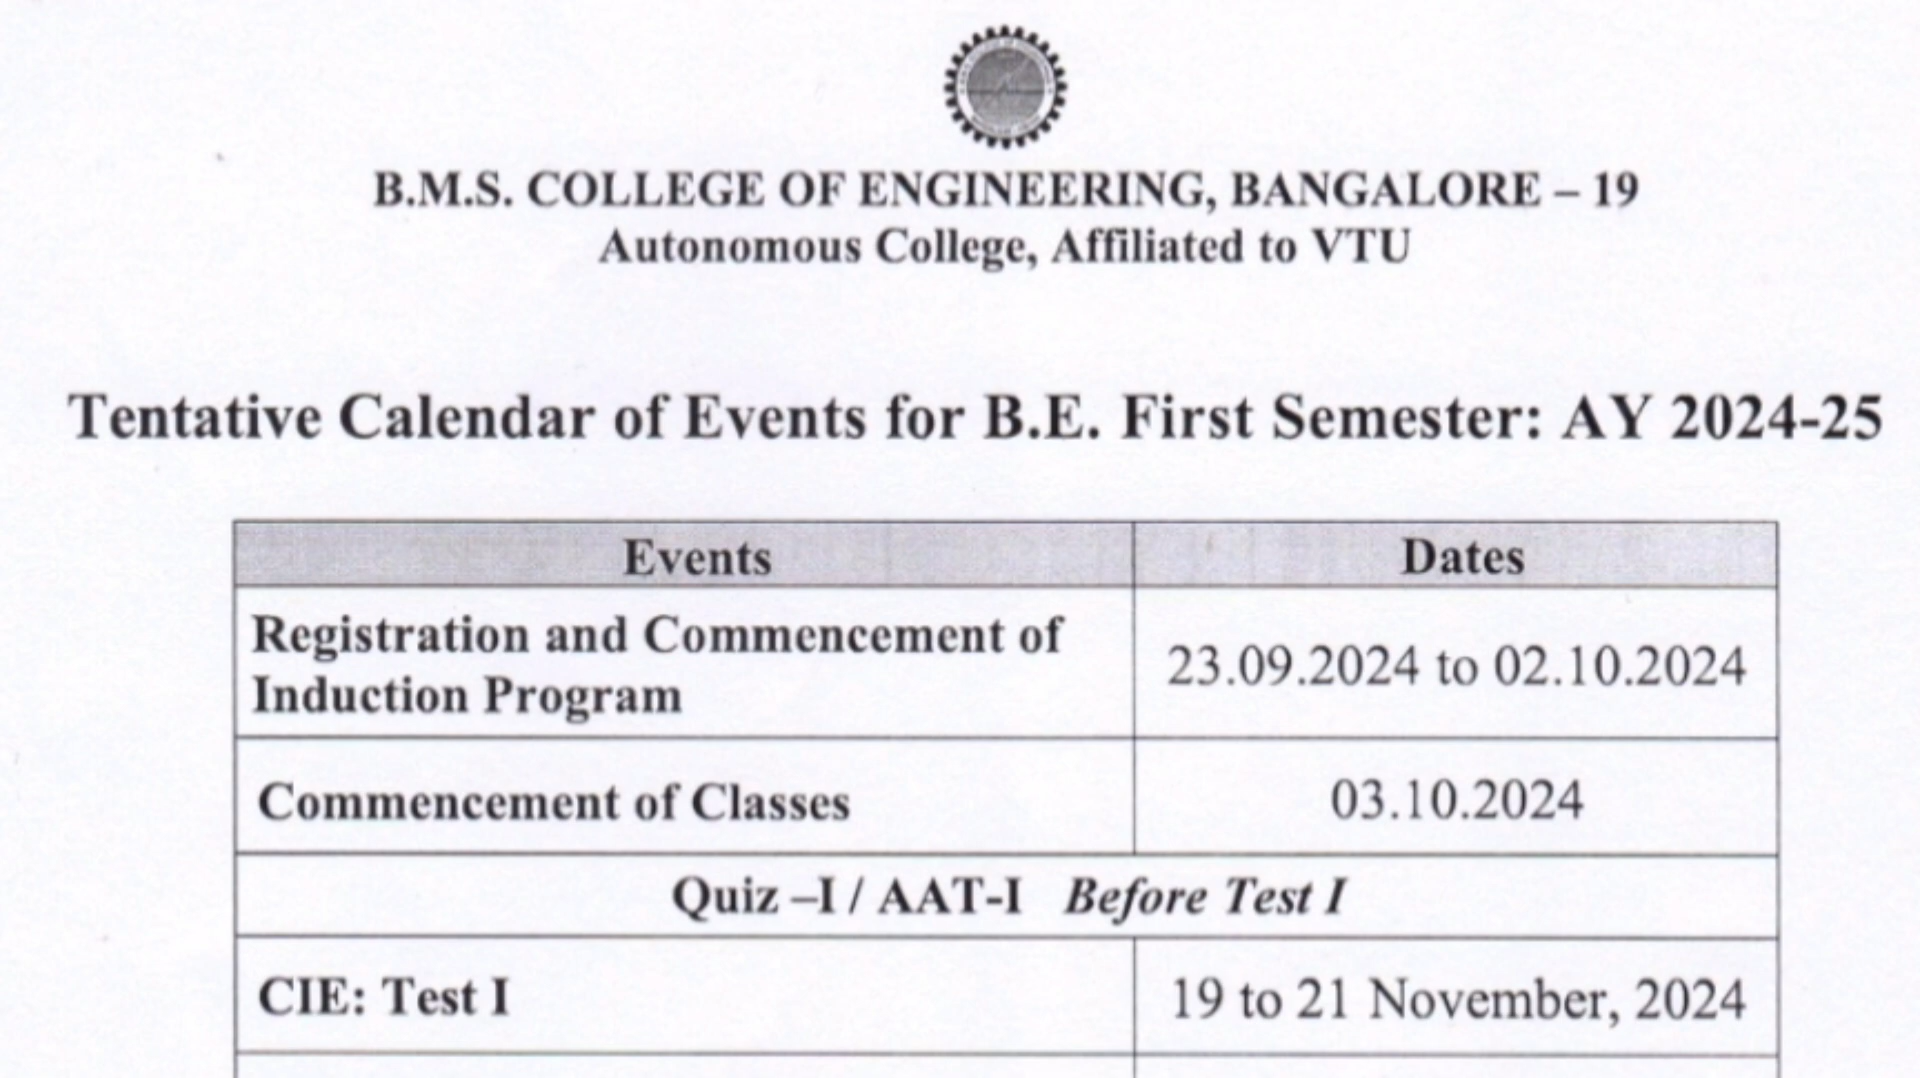 B.M.S. COLLEGE OF ENGINEERING, BANGALORE – 19
Autonomous College, Affiliated to VTU
Tentative Calendar of Events for B.E. First Semester: AY 2024-25
Events Dates
Registration and Commencement of
Induction Program
23.09.2024 to 02.10.2024
Commencement of Classes 03.10.2024
Quiz –I / AAT-I Before Test I
CIE: Test I 19 to 21 November, 2024